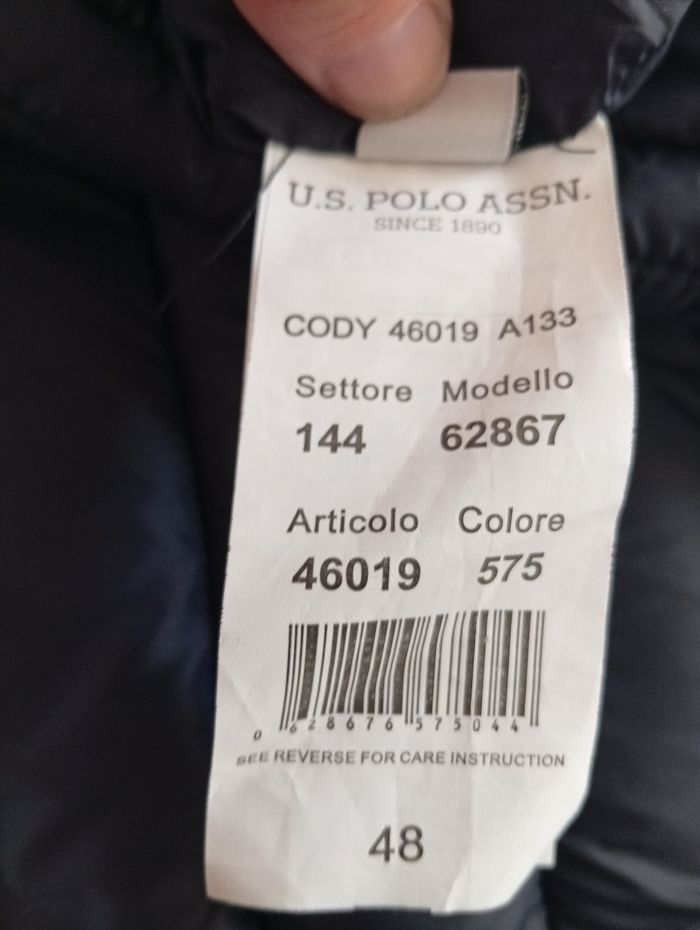 U.S. POLO ASSN.
SINCE 1890
CODY 46019 A133
Settore Modello
144 62867
Articolo Colore
46019 575
0 628676 575044
SEE REVERSE FOR CARE INSTRUCTION
48